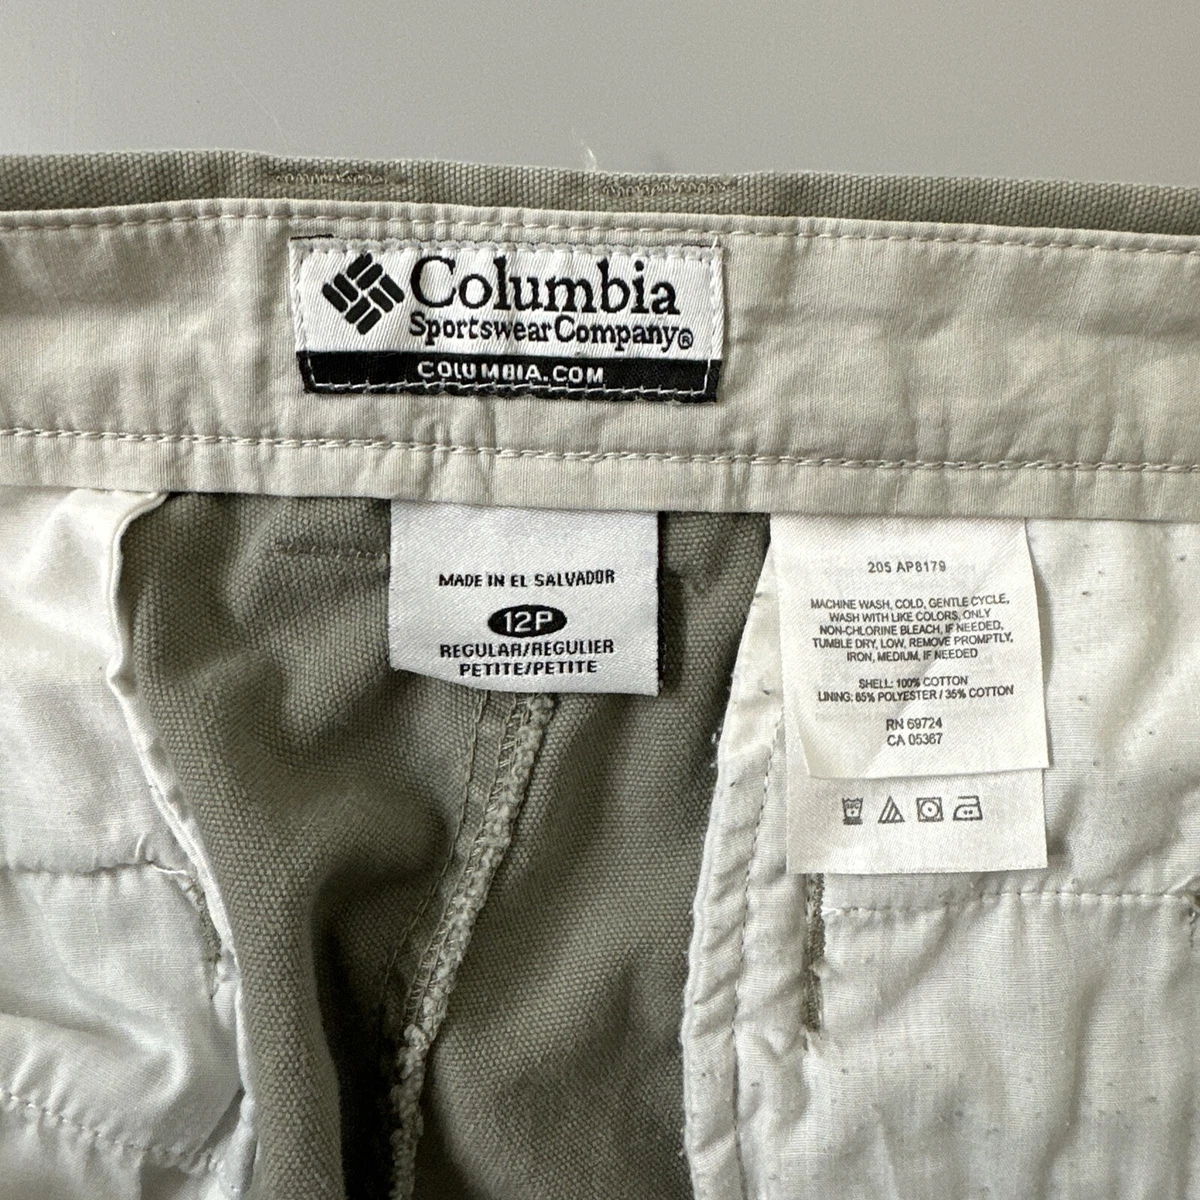 Columbia
Sportswear Company®
COLUMBIA.COM
MADE IN EL SALVADOR
12P
REGULAR/REGULIER
PETITE/PETITE
205 AP8179
MACHINE WASH, COLD, GENTLE CYCLE,
WASH WITH LIKE COLORS, ONLY
NON-CHLORINE BLEACH, IF NEEDED,
TUMBLE DRY, LOW, REMOVE PROMPTLY,
IRON, MEDIUM, IF NEEDED
SHELL: 100% COTTON
LINING: 65% POLYESTER / 35% COTTON
RN 69724
CA 05367